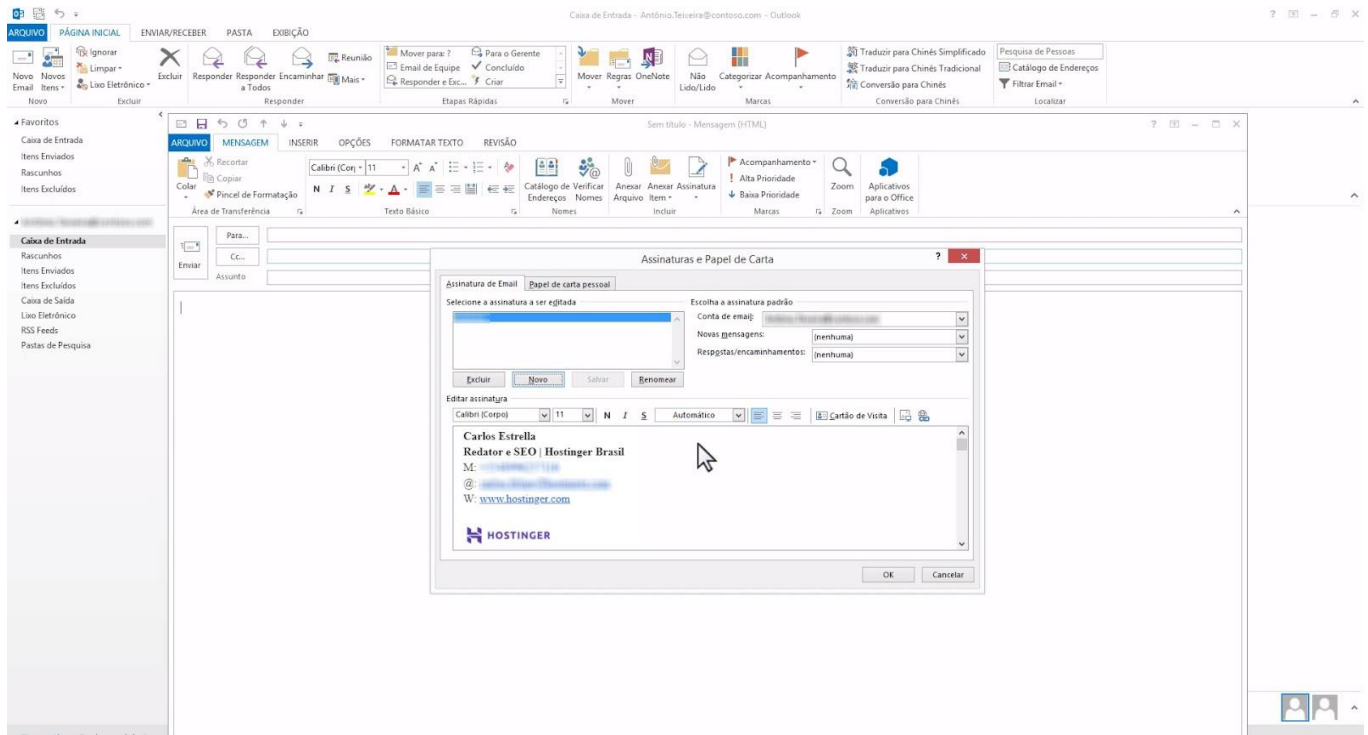 Caixa de Entrada - Antônio.Teixeira@contoso.com - Outlook
ARQUIVO PÁGINA INICIAL ENVIAR/RECEBER PASTA EXIBIÇÃO
Novo Email
Novos Itens
Ignorar
Limpar
Lixo Eletrônico
Excluir
Responder
Responder a Todos
Encaminhar
Reunião
Mais
Mover para: ?
Email de Equipe
Responder e Exc...
Para o Gerente
Concluído
Criar
Mover
Regras
OneNote
Não Lido/Lido
Categorizar
Acompanhamento
Traduzir para Chinês Simplificado
Traduzir para Chinês Tradicional
Conversão para Chinês
Pesquisa de Pessoas
Catálogo de Endereços
Filtrar Email
Novo Excluir Responder Etapas Rápidas Mover Marcas Conversão para Chinês Localizar
Favoritos
Caixa de Entrada
Itens Enviados
Rascunhos
Itens Excluídos
Caixa de Entrada
Rascunhos
Itens Enviados
Itens Excluídos
Caixa de Saída
Lixo Eletrônico
RSS Feeds
Pastas de Pesquisa
Sem título - Mensagem (HTML)
ARQUIVO MENSAGEM INSERIR OPÇÕES FORMATAR TEXTO REVISÃO
Colar
Recortar
Copiar
Pincel de Formatação
Calibri (Corp 11
N I S
Catálogo de Endereços
Verificar Nomes
Anexar Arquivo
Anexar Item
Assinatura
Acompanhamento
Alta Prioridade
Baixa Prioridade
Zoom
Aplicativos para o Office
Área de Transferência Texto Básico Nomes Incluir Marcas Zoom Aplicativos
Enviar
Para...
Cc...
Assunto
Assinaturas e Papel de Carta
Assinatura de Email Papel de carta pessoal
Selecione a assinatura a ser editada
Escolha a assinatura padrão
Conta de email:
Novas mensagens: (nenhuma)
Respostas/encaminhamentos: (nenhuma)
Excluir Novo Salvar Renomear
Editar assinatura
Calibri (Corpo) 11 N I S Automático Cartão de Visita
Carlos Estrella
Redator e SEO | Hostinger Brasil
M:
@:
W: www.hostinger.com
HOSTINGER
OK Cancelar